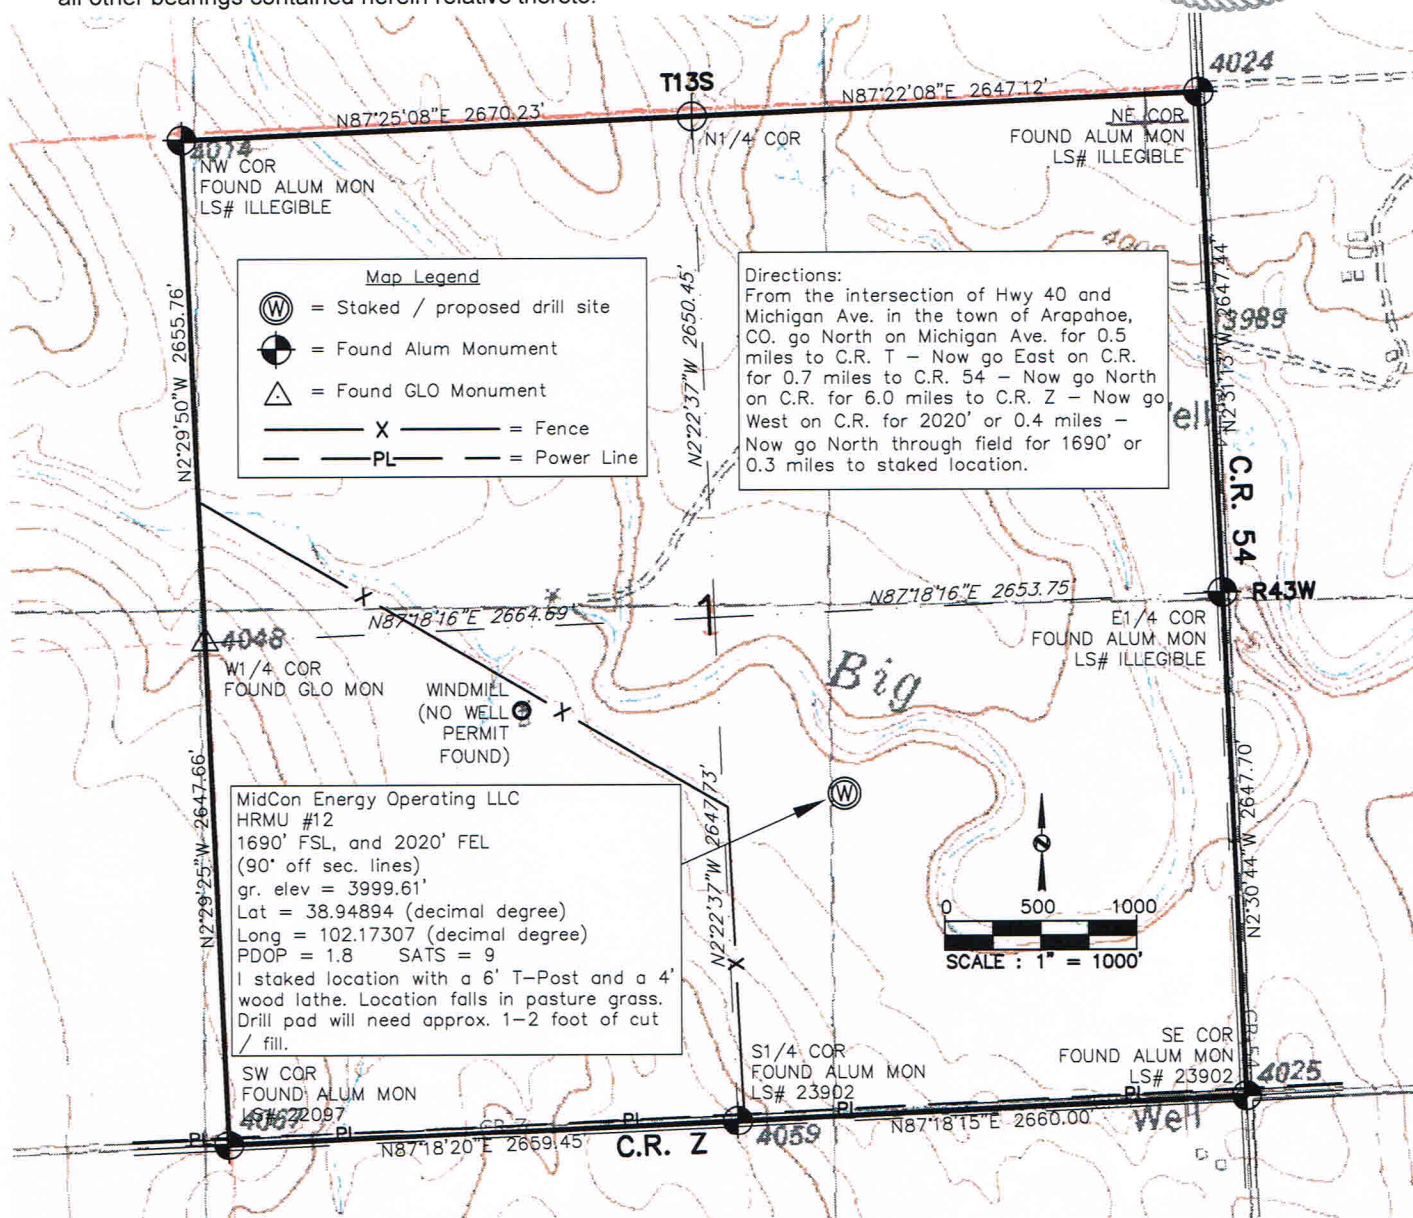 all other bearings contained herein relative thereto.
4024
T13S
N87°22'08"E 2647.12'
N87°25'08"E 2670.23'
N1/4 COR
NE COR
FOUND ALUM MON
LS# ILLEGIBLE
4014
NW COR
FOUND ALUM MON
LS# ILLEGIBLE
N2°29'50"W 2655.76'
Map Legend
W = Staked / proposed drill site
= Found Alum Monument
= Found GLO Monument
X = Fence
PL = Power Line
N2°22'37"W 2650.45'
Directions:
From the intersection of Hwy 40 and
Michigan Ave. in the town of Arapahoe,
CO. go North on Michigan Ave. for 0.5
miles to C.R. T – Now go East on C.R.
for 0.7 miles to C.R. 54 – Now go North
on C.R. for 6.0 miles to C.R. Z – Now go
West on C.R. for 2020' or 0.4 miles –
Now go North through field for 1690' or
0.3 miles to staked location.
N2°31'13"W 2647.44'
3989
C.R. 54
R43W
X
N87°18'16"E 2664.69'
1
N87°18'16"E 2653.75'
E1/4 COR
FOUND ALUM MON
LS# ILLEGIBLE
4048
W1/4 COR
FOUND GLO MON
Big
WINDMILL
(NO WELL
PERMIT
FOUND)
X
W
N2°29'25"W 2647.66'
MidCon Energy Operating LLC
HRMU #12
1690' FSL, and 2020' FEL
(90° off sec. lines)
gr. elev = 3999.61'
Lat = 38.94894 (decimal degree)
Long = 102.17307 (decimal degree)
PDOP = 1.8 SATS = 9
I staked location with a 6' T-Post and a 4'
wood lathe. Location falls in pasture grass.
Drill pad will need approx. 1-2 foot of cut
/ fill.
N2°22'37"W 2647.73'
X
N2°30'44"W 2647.70'
0 500 1000
SCALE : 1" = 1000'
SE COR
FOUND ALUM MON
LS# 23902
4025
S1/4 COR
FOUND ALUM MON
LS# 23902
SW COR
FOUND ALUM MON
4067
PL
PL
PL
PL
PL
N87°18'20"E 2659.45'
C.R. Z
4059
N87°18'15"E 2660.00'
Well